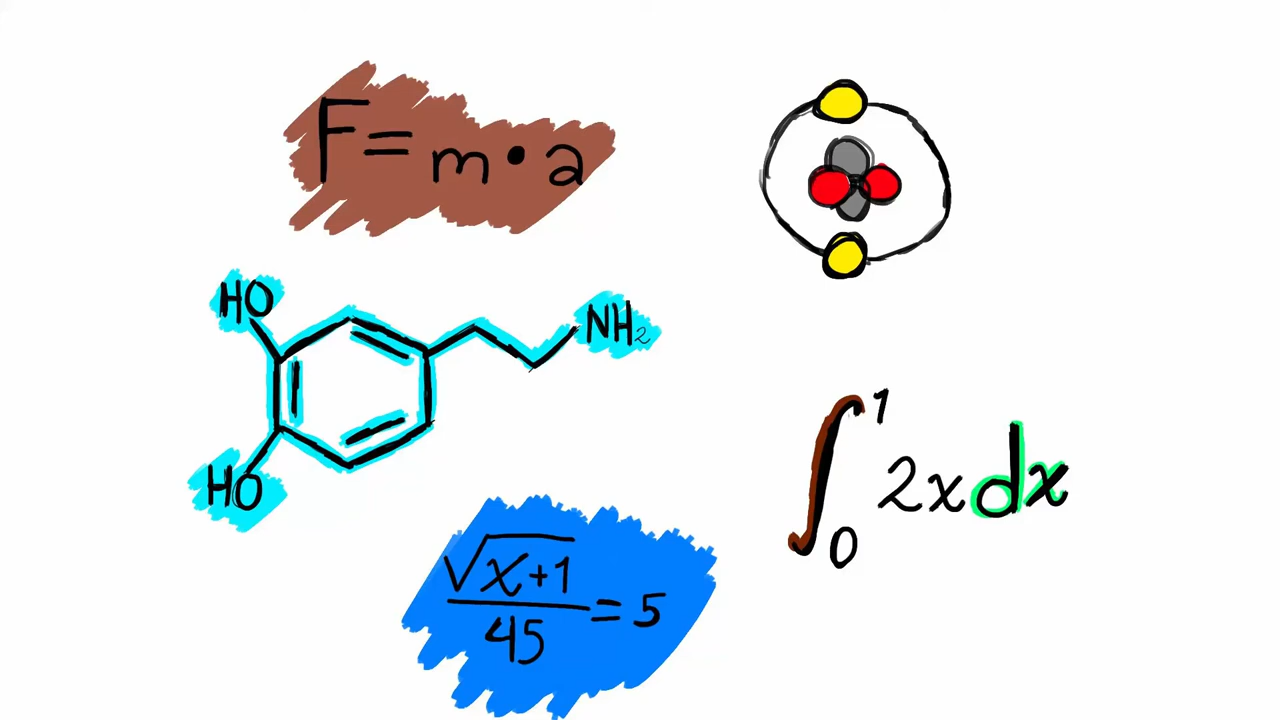 F = m • a
HO
NH₂
HO
∫₀¹ 2x dx
√(x+1)/45 = 5